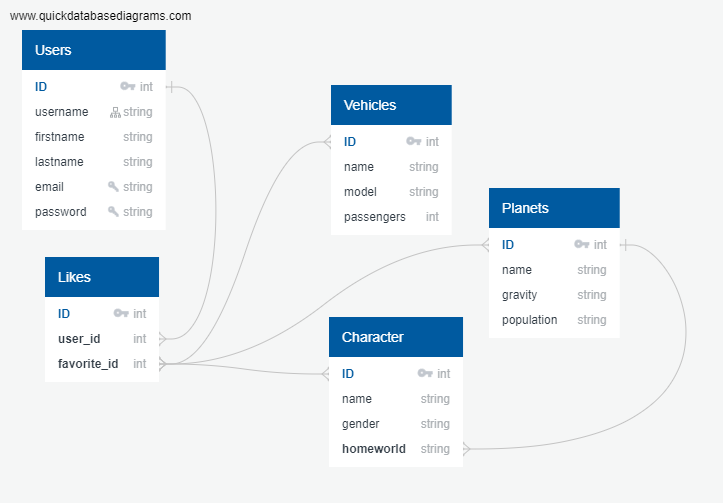 www.quickdatabasediagrams.com
Users
ID int
username string
firstname string
lastname string
email string
password string
Likes
ID int
user_id int
favorite_id int
Vehicles
ID int
name string
model string
passengers int
Planets
ID int
name string
gravity string
population string
Character
ID int
name string
gender string
homeworld string